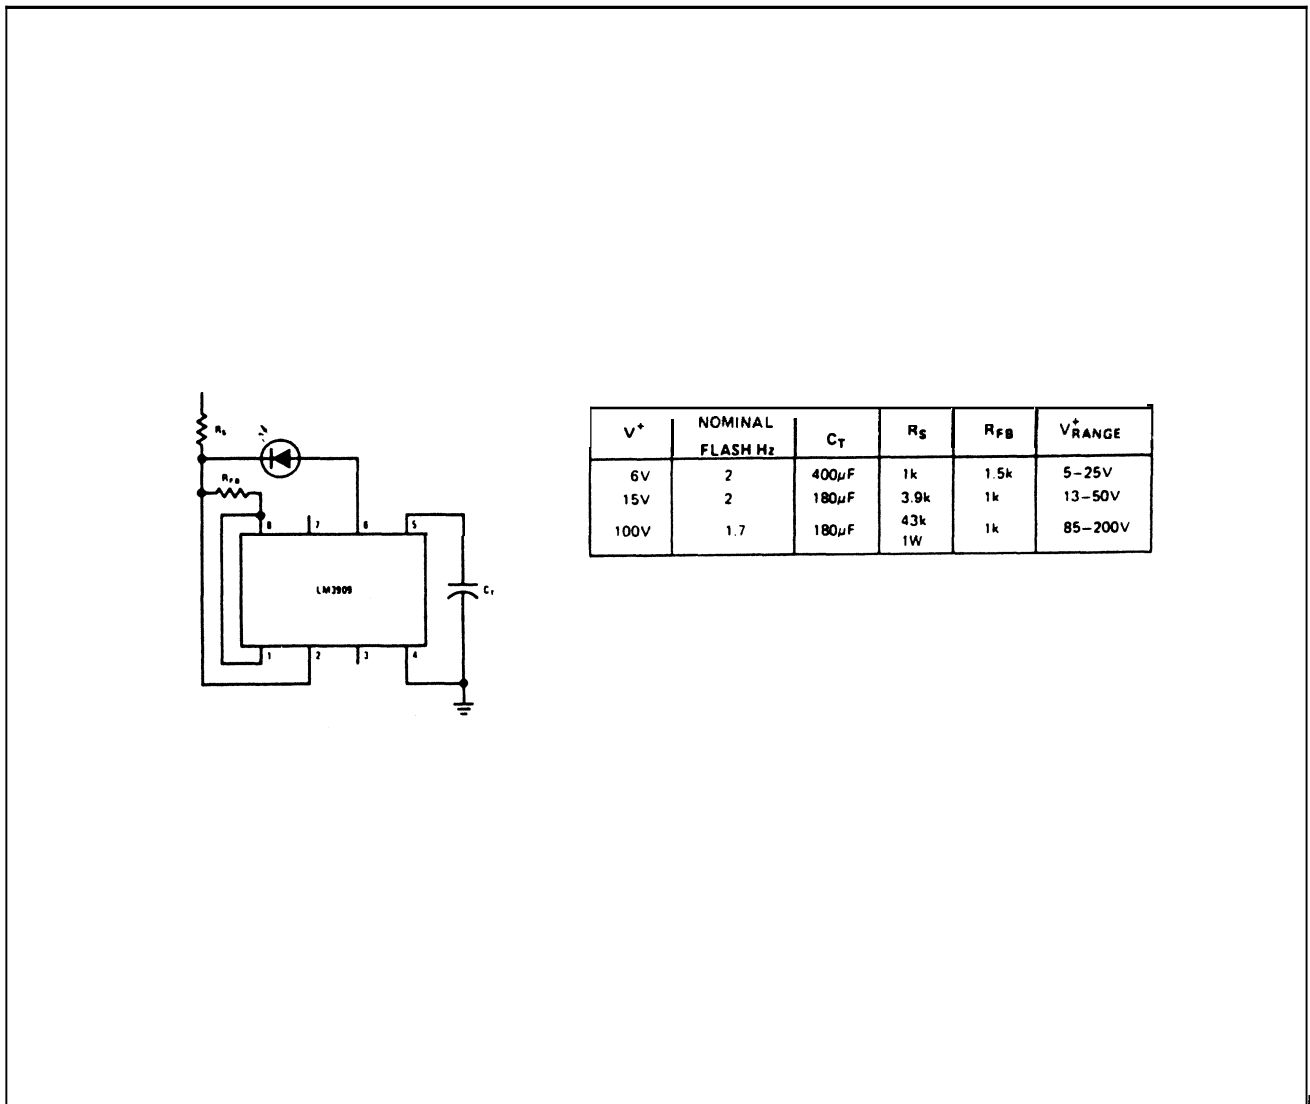 Rs
RFB
8
7
6
5
LM3909
CT
1
2
3
4
V+ NOMINAL FLASH Hz CT RS RFB V+RANGE
6V 2 400µF 1k 1.5k 5–25V
15V 2 180µF 3.9k 1k 13–50V
100V 1.7 180µF 43k 1W 1k 85–200V